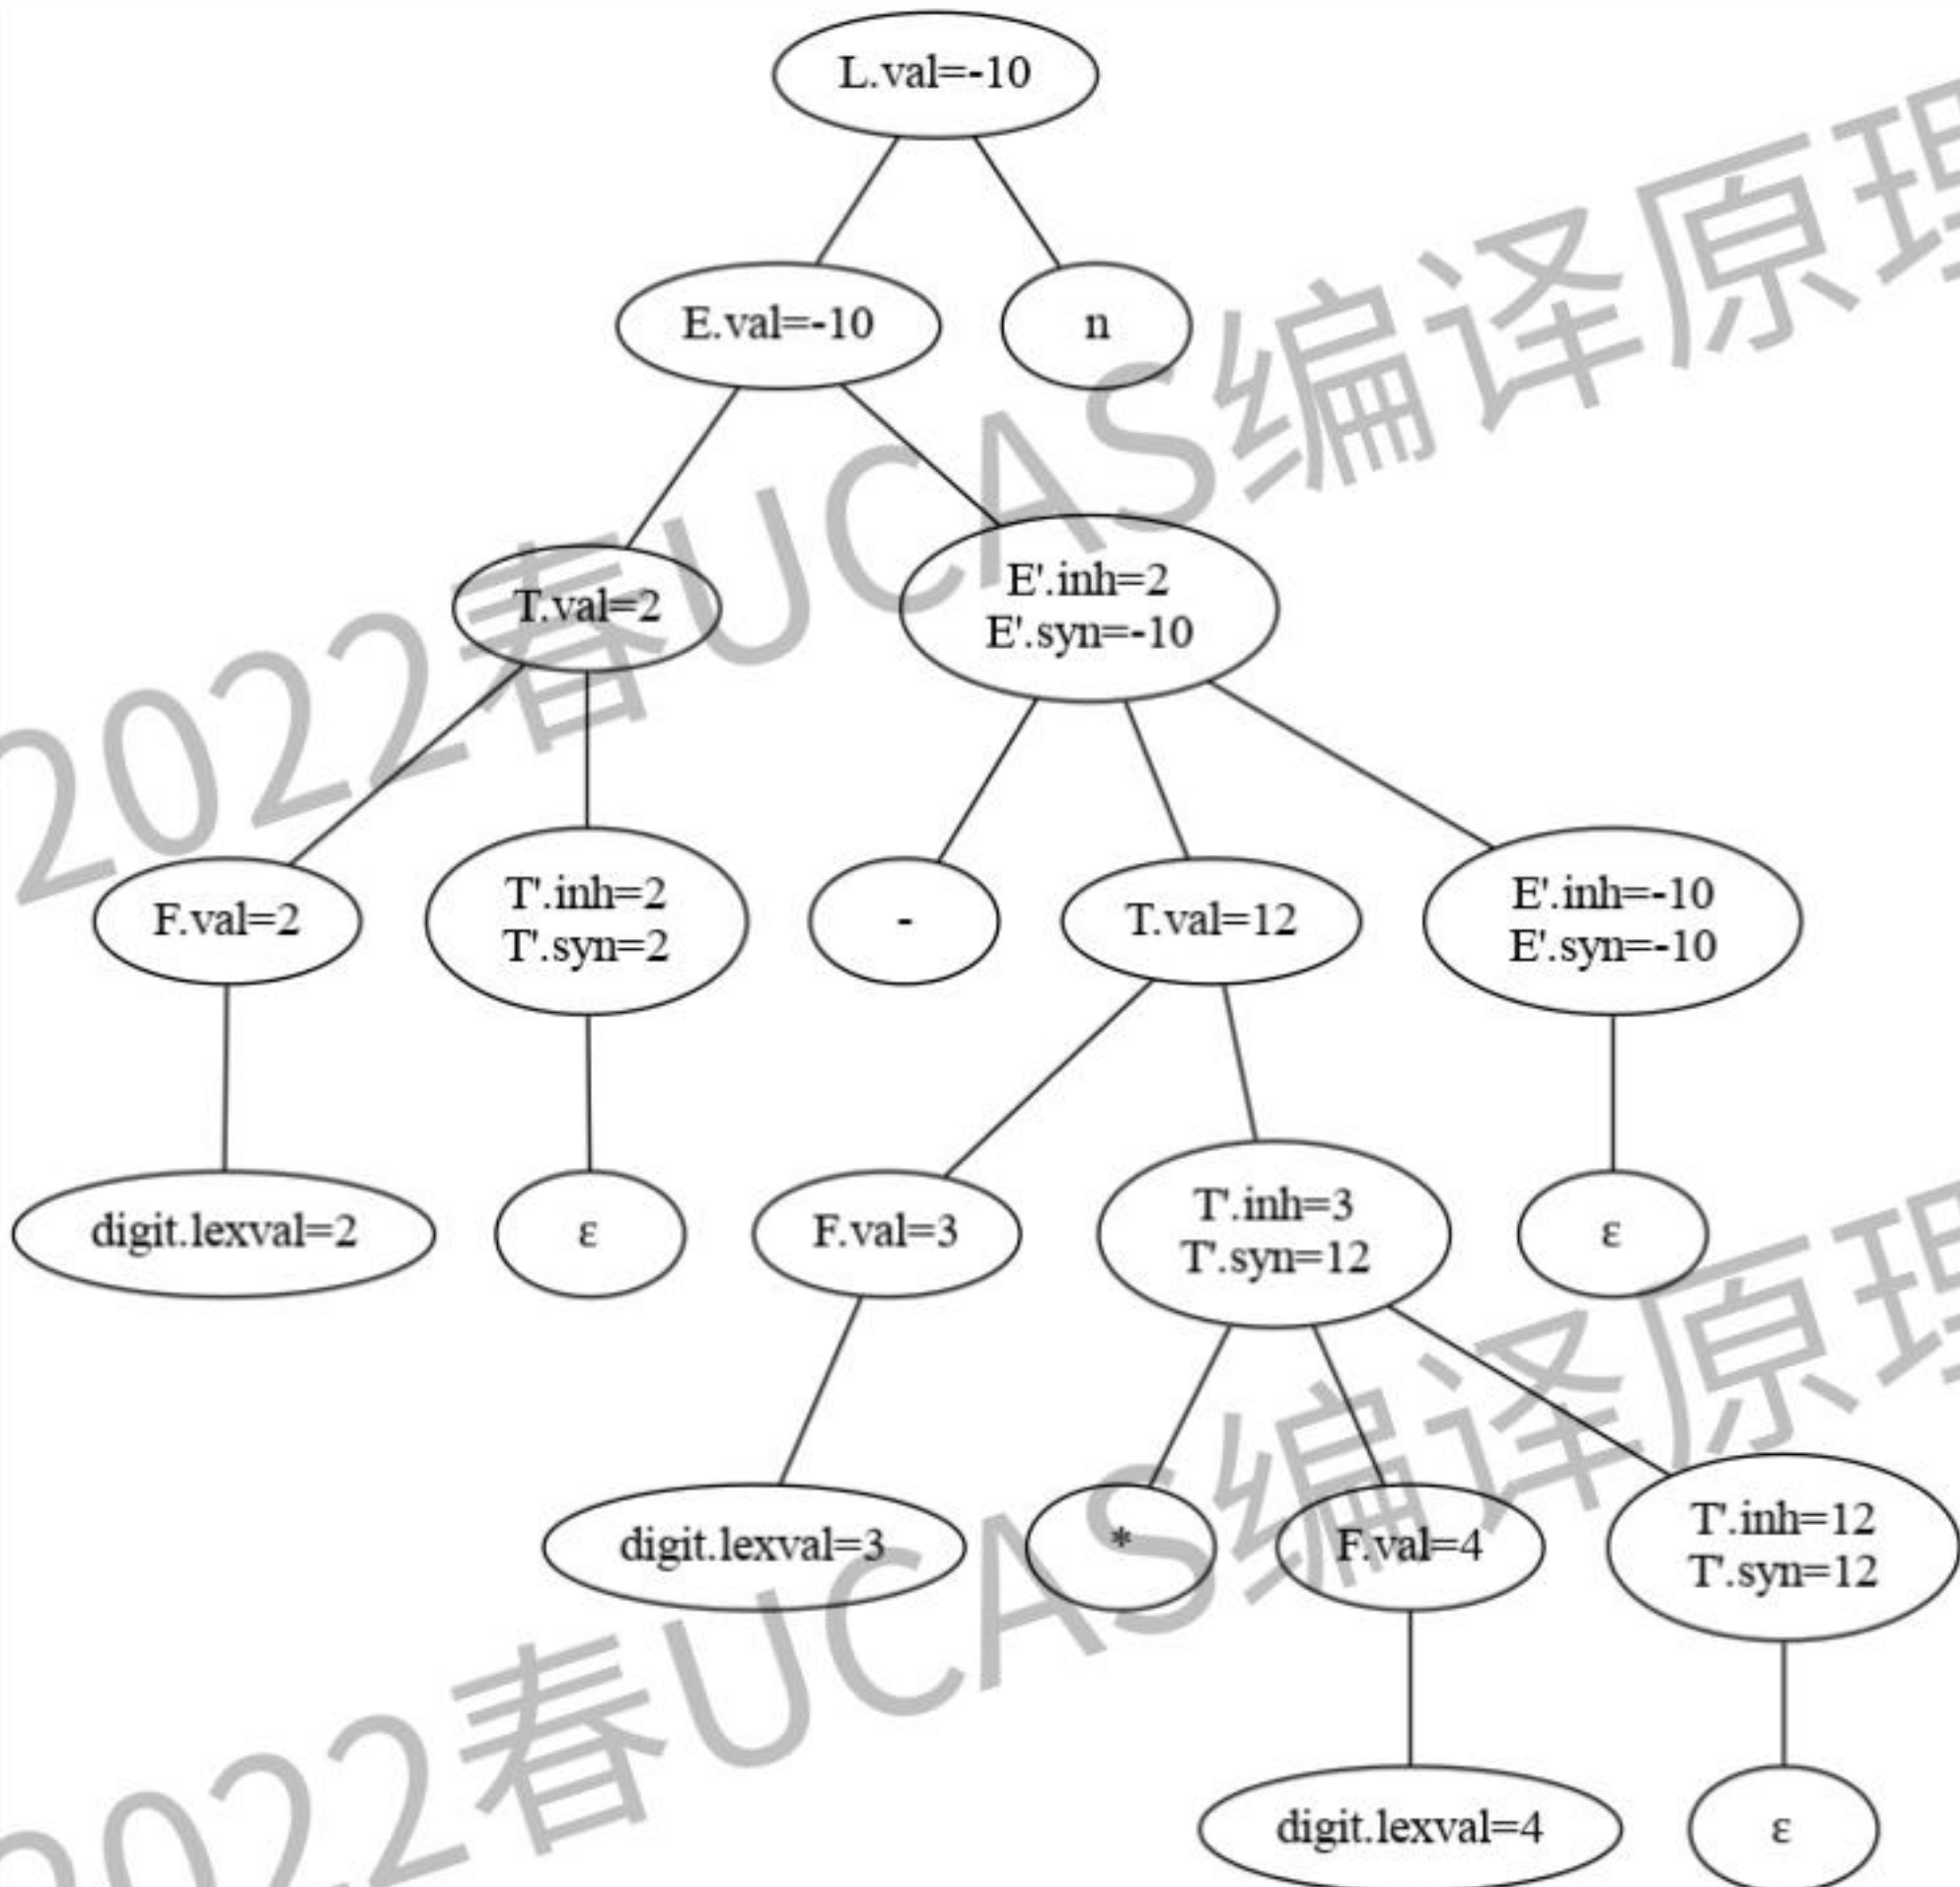 L.val=-10
E.val=-10
n
T.val=2
E'.inh=2
E'.syn=-10
F.val=2
T'.inh=2
T'.syn=2
-
T.val=12
E'.inh=-10
E'.syn=-10
digit.lexval=2
ε
F.val=3
T'.inh=3
T'.syn=12
ε
digit.lexval=3
*
F.val=4
T'.inh=12
T'.syn=12
digit.lexval=4
ε
2022春UCAS编译原理
2022春UCAS编译原理